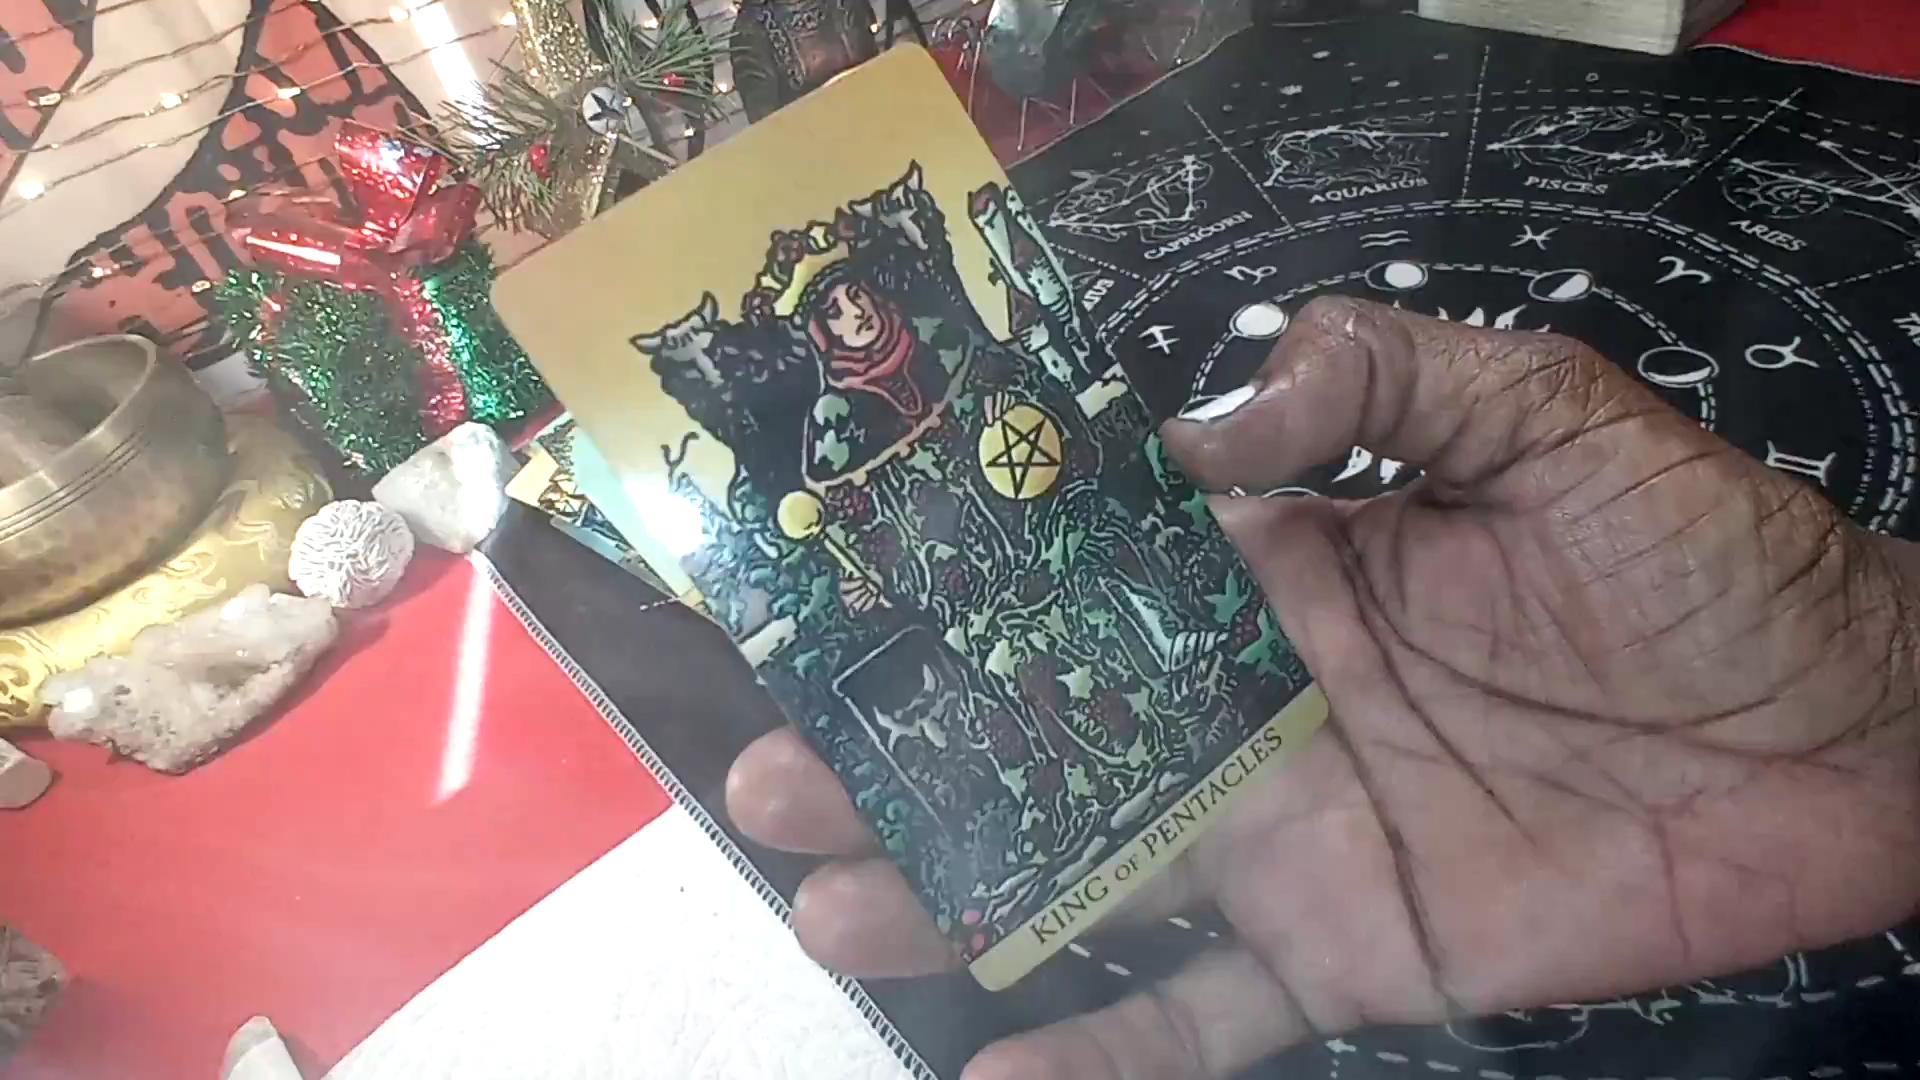 CAPRICORN
AQUARIUS
PISCES
ARIES
KING OF PENTACLES